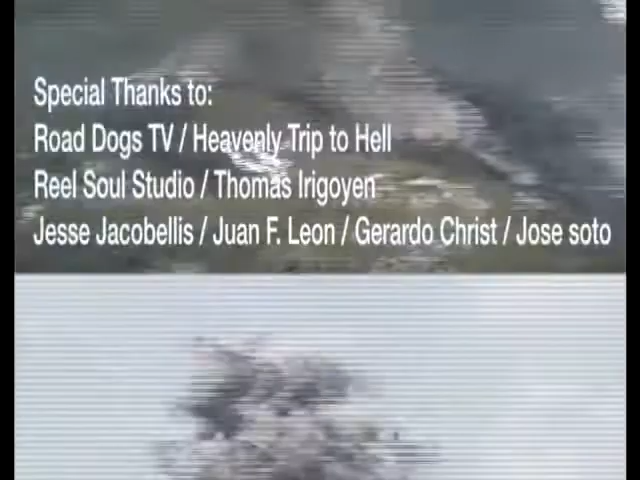 Special Thanks to:
Road Dogs TV / Heavenly Trip to Hell
Reel Soul Studio / Thomas Irigoyen
Jesse Jacobellis / Juan F. Leon / Gerardo Christ / Jose soto